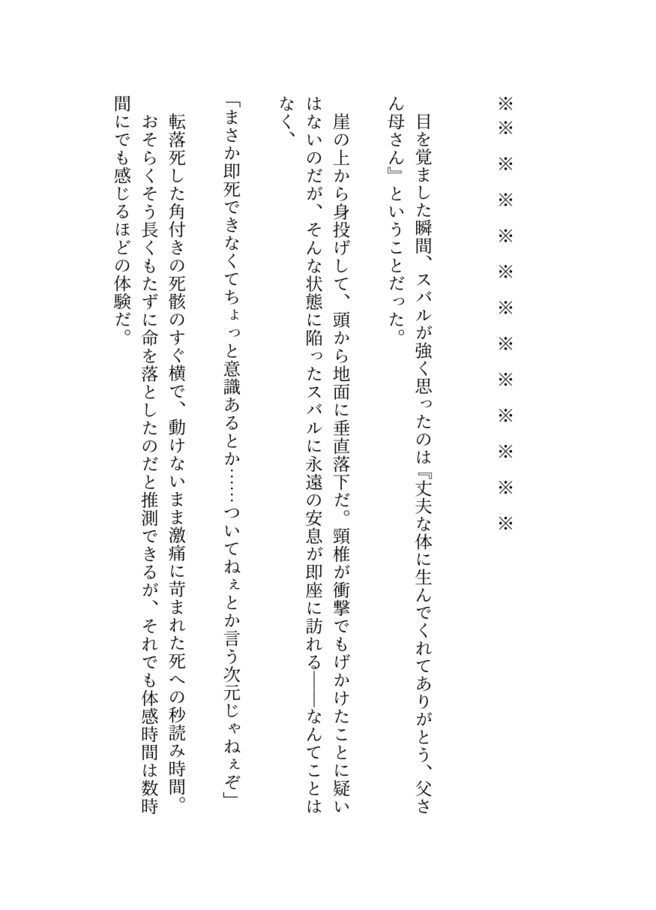 ※※　※　※　※　※　※　※　※　※　※　※　※
　目を覚ました瞬間、スバルが強く思ったのは『丈夫な体に生んでくれてありがとう、父さ
ん母さん』ということだった。
　崖の上から身投げして、頭から地面に垂直落下だ。頸椎が衝撃でもげかけたことに疑い
はないのだが、そんな状態に陥ったスバルに永遠の安息が即座に訪れる――なんてことは
なく、
「まさか即死できなくてちょっと意識あるとか……ついてねぇとか言う次元じゃねぇぞ」
　転落死した角付きの死骸のすぐ横で、動けないまま激痛に苛まれた死への秒読み時間。
　おそらくそう長くもたずに命を落としたのだと推測できるが、それでも体感時間は数時
間にでも感じるほどの体験だ。